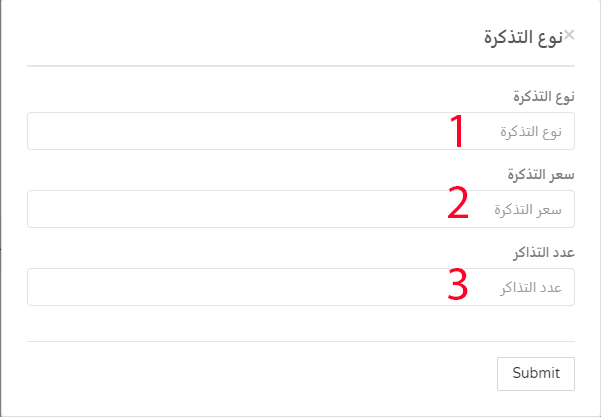 نوع التذكرة ×
نوع التذكرة
نوع التذكرة 1
سعر التذكرة
سعر التذكرة 2
عدد التذاكر
عدد التذاكر 3
Submit